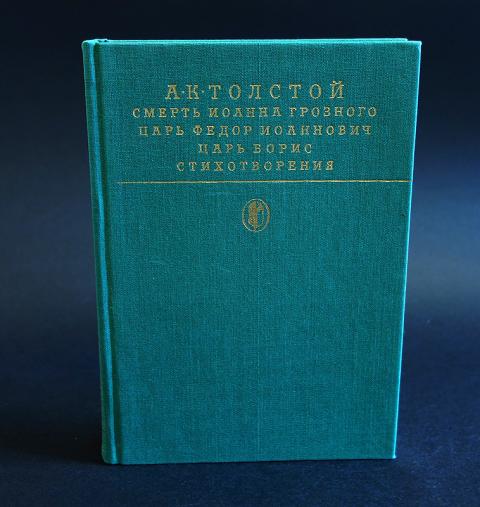 А·К·ТОЛСТОЙ
СМЕРТЬ ИОАННА ГРОЗНОГО
ЦАРЬ ФЕДОР ИОАННОВИЧ
ЦАРЬ БОРИС
СТИХОТВОРЕНИЯ